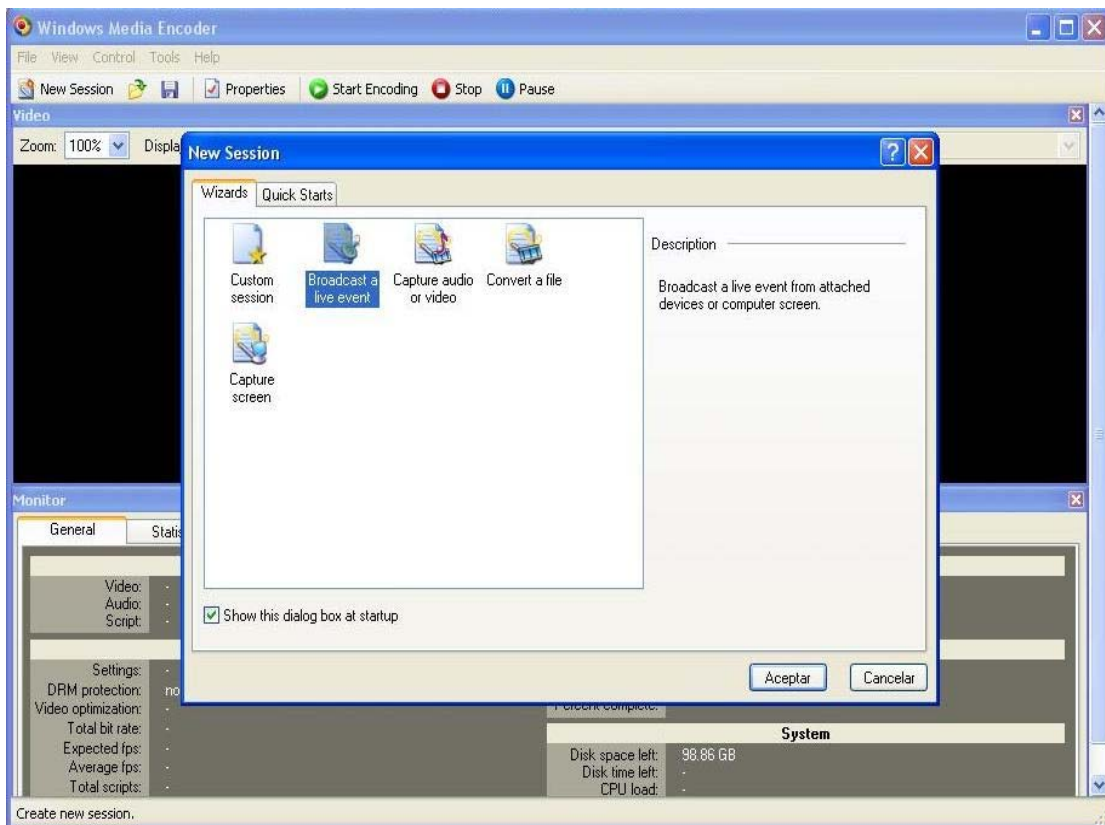 Windows Media Encoder
File View Control Tools Help
New Session Properties Start Encoding Stop Pause
Video
Zoom: 100%
New Session
Wizards Quick Starts
Custom session
Broadcast a live event
Capture audio or video
Convert a file
Capture screen
Description
Broadcast a live event from attached
devices or computer screen.
Show this dialog box at startup
Aceptar Cancelar
Monitor
General
Video: -
Audio: -
Script: -
Settings: -
DRM protection: no
Video optimization: -
Total bit rate: -
Expected fps: -
Average fps: -
Total scripts: -
Percent complete:
System
Disk space left: 98.86 GB
Disk time left: -
CPU load: -
Create new session.